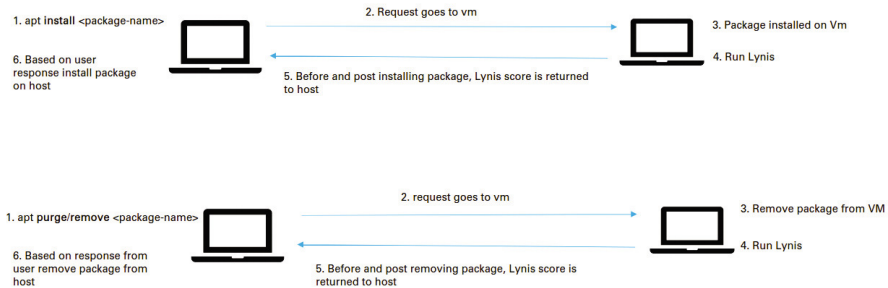 2. Request goes to vm
1. apt install <package-name>
3. Package installed on Vm
6. Based on user
response install package
on host
4. Run Lynis
5. Before and post installing package, Lynis score is returned
to host
2. request goes to vm
1. apt purge/remove <package-name>
3. Remove package from VM
4. Run Lynis
6. Based on response from
user remove package from
host
5. Before and post removing package, Lynis score is
returned to host